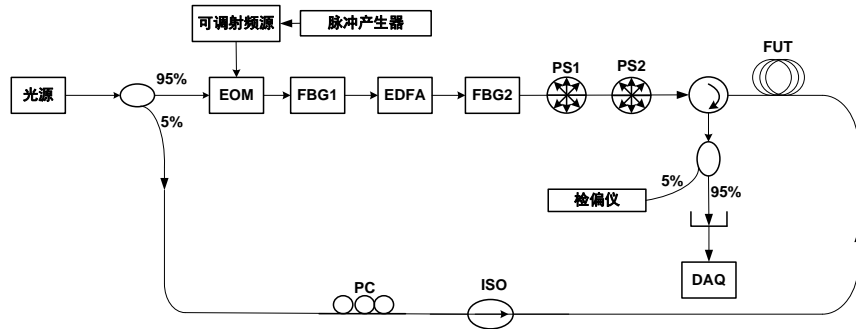 可调射频源
脉冲产生器
光源
95%
5%
EOM
FBG1
EDFA
FBG2
PS1
PS2
FUT
检偏仪
5%
95%
DAQ
PC
ISO